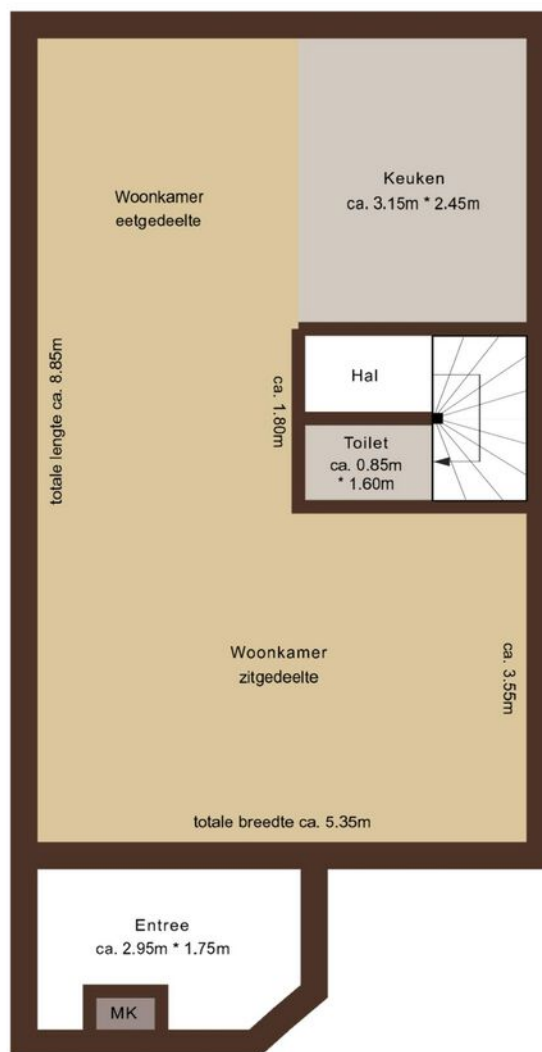 Woonkamer
eetgedeelte
Keuken
ca. 3.15m * 2.45m
totale lengte ca. 8.85m
ca. 1.80m
Hal
Toilet
ca. 0.85m
* 1.60m
Woonkamer
zitgedeelte
ca. 3.55m
totale breedte ca. 5.35m
Entree
ca. 2.95m * 1.75m
MK